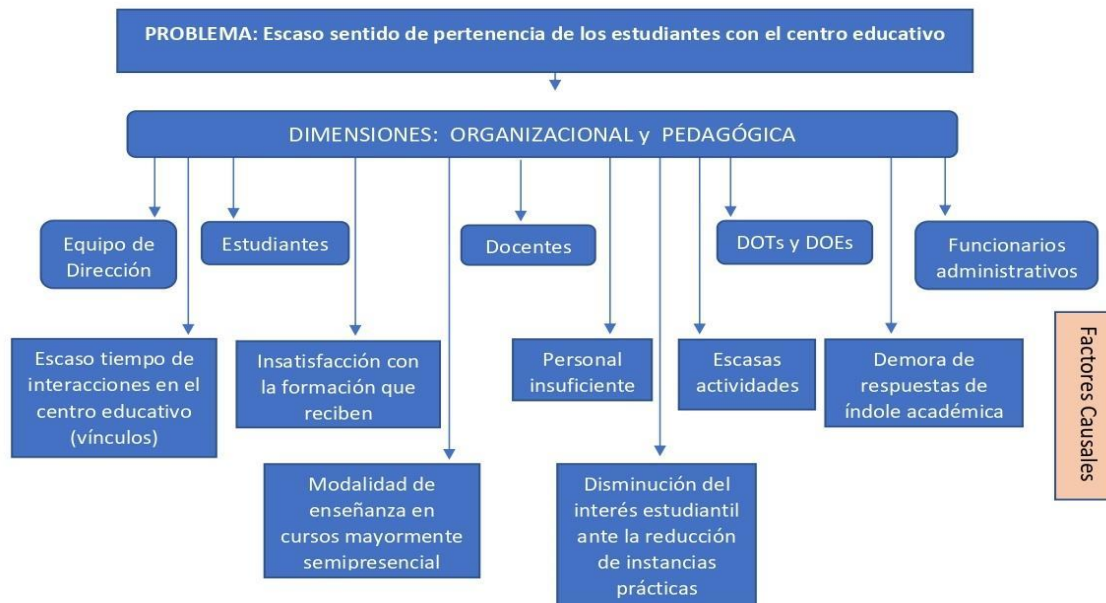 PROBLEMA: Escaso sentido de pertenencia de los estudiantes con el centro educativo
DIMENSIONES: ORGANIZACIONAL y PEDAGÓGICA
Equipo de
Dirección
Estudiantes
Docentes
DOTs y DOEs
Funcionarios
administrativos
Escaso tiempo de
interacciones en el
centro educativo
(vínculos)
Insatisfacción con
la formación que
reciben
Personal
insuficiente
Escasas
actividades
Demora de
respuestas de
índole académica
Factores Causales
Modalidad de
enseñanza en
cursos mayormente
semipresencial
Disminución del
interés estudiantil
ante la reducción
de instancias
prácticas